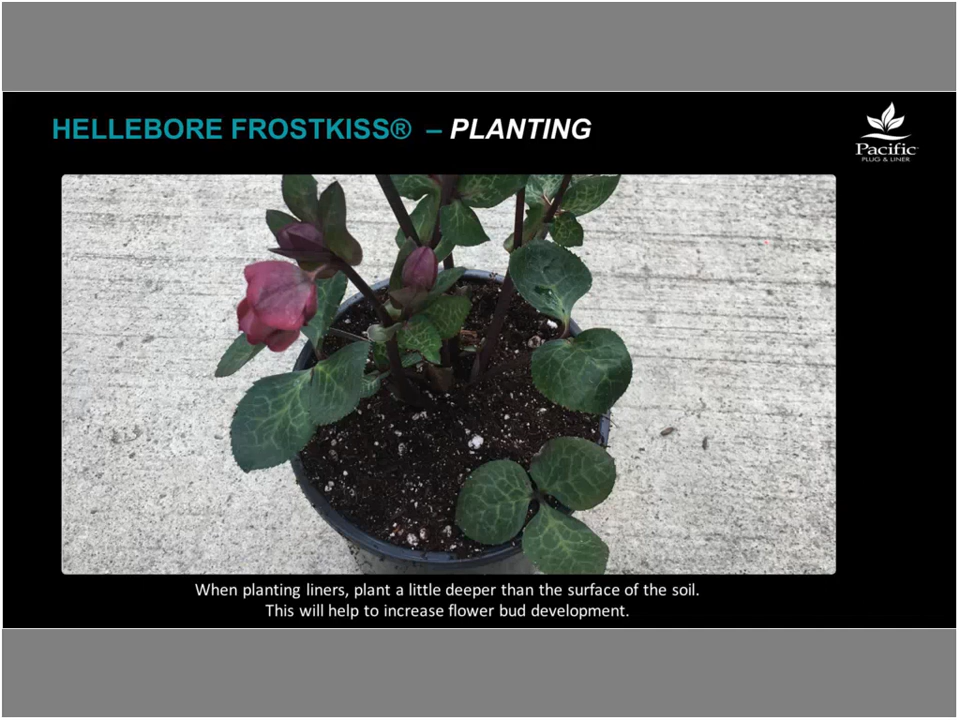 HELLEBORE FROSTKISS® – PLANTING
Pacific
PLUG & LINER
When planting liners, plant a little deeper than the surface of the soil.
This will help to increase flower bud development.